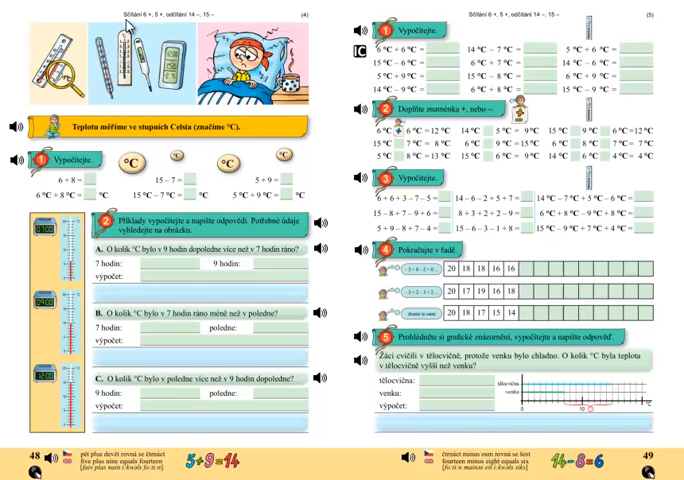 Sčítání 6 +, 5 +, odčítání 14 –, 15 –
(4)
Teplotu měříme ve stupních Celsia (značíme °C).
1 Vypočítejte.
°C °C °C °C
6 + 8 = 15 – 7 = 5 + 9 =
6 °C + 8 °C = °C 15 °C – 7 °C = °C 5 °C + 9 °C = °C
2 Příklady vypočítejte a napište odpovědi. Potřebné údaje
vyhledejte na obrázku.
A. O kolik °C bylo v 9 hodin dopoledne více než v 7 hodin ráno?
7 hodin: 9 hodin:
výpočet:
B. O kolik °C bylo v 7 hodin ráno méně než v poledne?
7 hodin: poledne:
výpočet:
C. O kolik °C bylo v poledne více než v 9 hodin dopoledne?
9 hodin: poledne:
výpočet:
48
pět plus devět rovná se čtrnáct
five plus nine equals fourteen
5+9=14
Sčítání 6 +, 5 +, odčítání 14 –, 15 –
(5)
1 Vypočítejte.
6 °C + 6 °C = 14 °C – 7 °C = 5 °C + 6 °C =
15 °C – 6 °C = 6 °C + 7 °C = 14 °C – 6 °C =
5 °C + 9 °C = 15 °C – 8 °C = 6 °C + 9 °C =
14 °C – 9 °C = 6 °C + 8 °C = 15 °C – 9 °C =
2 Doplňte znaménka +, nebo –.
6 °C + 6 °C = 12 °C 14 °C 5 °C = 9 °C 15 °C 9 °C 6 °C = 12 °C
15 °C 7 °C = 8 °C 6 °C 9 °C = 15 °C 6 °C 8 °C 7 °C = 7 °C
5 °C 8 °C = 13 °C 15 °C 6 °C = 9 °C 14 °C 6 °C 4 °C = 4 °C
3 Vypočítejte.
6 + 6 + 3 – 7 – 5 = 14 – 6 – 2 + 5 + 7 = 14 °C – 7 °C + 5 °C – 6 °C =
15 – 8 + 7 – 9 + 6 = 8 + 3 + 2 + 2 – 9 = 6 °C + 8 °C – 9 °C + 8 °C =
5 + 9 – 8 + 7 – 4 = 15 – 6 – 3 – 1 + 8 = 15 °C – 9 °C + 7 °C + 4 °C =
4 Pokračujte v řadě.
20 18 18 16 16
20 17 19 16 18
20 18 17 15 14
5 Prohlédněte si grafické znázornění, vypočítejte a napište odpověď.
Žáci cvičili v tělocvičně, protože venku bylo chladno. O kolik °C byla teplota
v tělocvičně vyšší než venku?
tělocvična:
venku:
výpočet:
tělocvična
venku
0 10 °C
čtrnáct minus osm rovná se šest
fourteen minus eight equals six
14-8=6
49